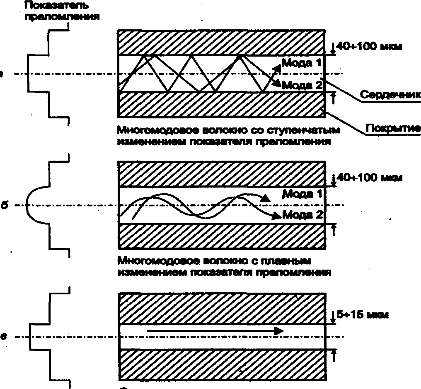 Показатель
преломления
а
Мода 1
Мода 2
40÷100 мкм
Сердечник
Покрытие
Многомодовое волокно со ступенчатым
изменением показателя преломления
б
Мода 1
Мода 2
40÷100 мкм
Многомодовое волокно с плавным
изменением показателя преломления
в
5÷15 мкм